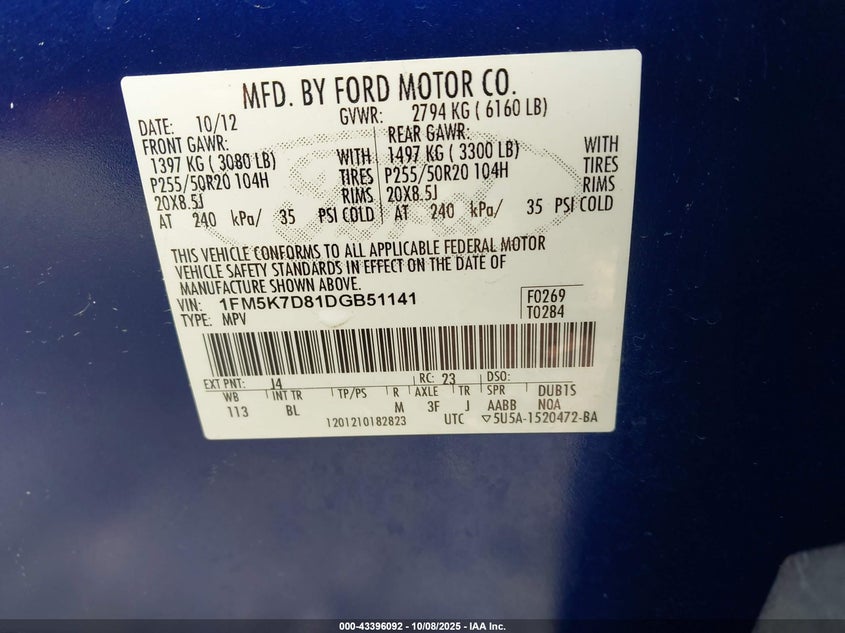 MFD. BY FORD MOTOR CO.
DATE: 10/12 GVWR: 2794 KG ( 6160 LB)
FRONT GAWR: REAR GAWR:
1397 KG ( 3080 LB) WITH 1497 KG ( 3300 LB) WITH
P255/50R20 104H TIRES P255/50R20 104H TIRES
20X8.5J RIMS 20X8.5J RIMS
AT 240 kPa/ 35 PSI COLD AT 240 kPa/ 35 PSI COLD
THIS VEHICLE CONFORMS TO ALL APPLICABLE FEDERAL MOTOR
VEHICLE SAFETY STANDARDS IN EFFECT ON THE DATE OF
MANUFACTURE SHOWN ABOVE.
VIN: 1FM5K7D81DGB51141 F0269
TYPE: MPV T0284
EXT PNT: J4 RC: 23 DSO:
WB INT TR TP/PS R AXLE TR SPR DUBTS
113 BL M 3F J AABB NOA
1201210182823 UTC ▽5U5A-1520472-BA
000-43396092 - 10/08/2025 - IAA Inc.